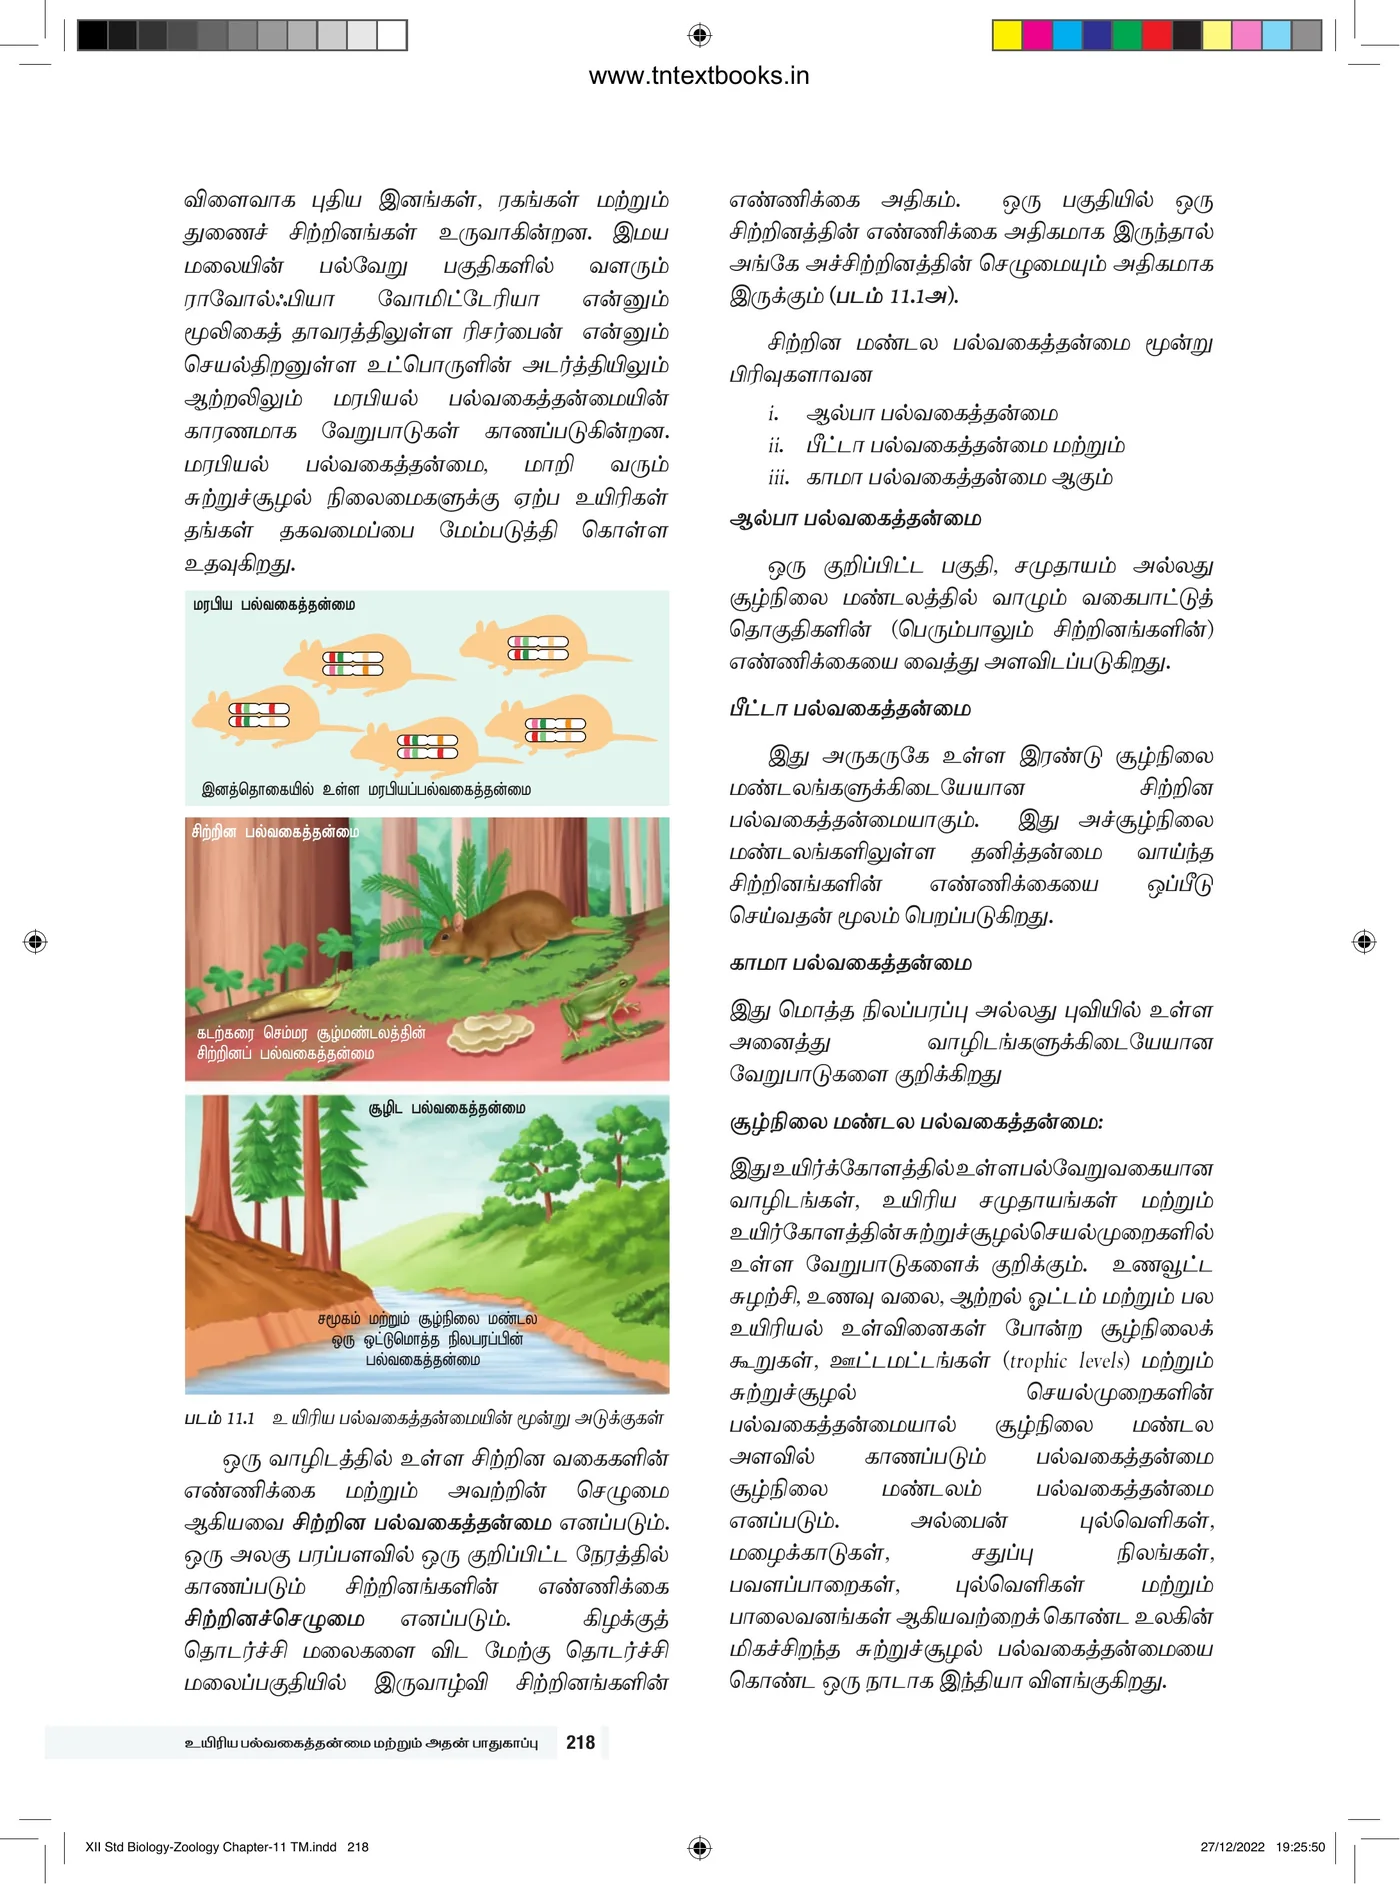 www.tntextbooks.in
விளைவாக புதிய இனங்கள், ரகங்கள் மற்றும்
துணைச் சிற்றினங்கள் உருவாகின்றன. இமய
மலையின் பல்வேறு பகுதிகளில் வளரும்
ராவோல்ஃபியா வோமிட்டேரியா என்னும்
மூலிகைத் தாவரத்திலுள்ள ரிசர்பைன் என்னும்
செயல்திறனுள்ள உட்பொருளின் அடர்த்தியிலும்
ஆற்றலிலும் மரபியல் பல்வகைத்தன்மையின்
காரணமாக வேறுபாடுகள் காணப்படுகின்றன.
மரபியல் பல்வகைத்தன்மை, மாறி வரும்
சுற்றுச்சூழல் நிலைமைகளுக்கு ஏற்ப உயிரிகள்
தங்கள் தகவமைப்பை மேம்படுத்தி கொள்ள
உதவுகிறது.
மரபிய பல்வகைத்தன்மை
இனத்தொகையில் உள்ள மரபியப்பல்வகைத்தன்மை
சிற்றின பல்வகைத்தன்மை
கடற்கரை செம்மர சூழ்மண்டலத்தின்
சிற்றினப் பல்வகைத்தன்மை
சூழிட பல்வகைத்தன்மை
சமூகம் மற்றும் சூழ்நிலை மண்டல
ஒரு ஒட்டுமொத்த நிலபரப்பின்
பல்வகைத்தன்மை
படம் 11.1 உயிரிய பல்வகைத்தன்மையின் மூன்று அடுக்குகள்
ஒரு வாழிடத்தில் உள்ள சிற்றின வகைகளின்
எண்ணிக்கை மற்றும் அவற்றின் செழுமை
ஆகியவை சிற்றின பல்வகைத்தன்மை எனப்படும்.
ஒரு அலகு பரப்பளவில் ஒரு குறிப்பிட்ட நேரத்தில்
காணப்படும் சிற்றினங்களின் எண்ணிக்கை
சிற்றினச்செழுமை எனப்படும். கிழக்குத்
தொடர்ச்சி மலைகளை விட மேற்கு தொடர்ச்சி
மலைப்பகுதியில் இருவாழ்வி சிற்றினங்களின்
எண்ணிக்கை அதிகம். ஒரு பகுதியில் ஒரு
சிற்றினத்தின் எண்ணிக்கை அதிகமாக இருந்தால்
அங்கே அச்சிற்றினத்தின் செழுமையும் அதிகமாக
இருக்கும் (படம் 11.1அ).
சிற்றின மண்டல பல்வகைத்தன்மை மூன்று
பிரிவுகளாவன
i. ஆல்பா பல்வகைத்தன்மை
ii. பீட்டா பல்வகைத்தன்மை மற்றும்
iii. காமா பல்வகைத்தன்மை ஆகும்
ஆல்பா பல்வகைத்தன்மை
ஒரு குறிப்பிட்ட பகுதி, சமுதாயம் அல்லது
சூழ்நிலை மண்டலத்தில் வாழும் வகைபாட்டுத்
தொகுதிகளின் (பெரும்பாலும் சிற்றினங்களின்)
எண்ணிக்கையை வைத்து அளவிடப்படுகிறது.
பீட்டா பல்வகைத்தன்மை
இது அருகருகே உள்ள இரண்டு சூழ்நிலை
மண்டலங்களுக்கிடையேயான சிற்றின
பல்வகைத்தன்மையாகும். இது அச்சூழ்நிலை
மண்டலங்களிலுள்ள தனித்தன்மை வாய்ந்த
சிற்றினங்களின் எண்ணிக்கையை ஒப்பீடு
செய்வதன் மூலம் பெறப்படுகிறது.
காமா பல்வகைத்தன்மை
இது மொத்த நிலப்பரப்பு அல்லது புவியில் உள்ள
அனைத்து வாழிடங்களுக்கிடையேயான
வேறுபாடுகளை குறிக்கிறது
சூழ்நிலை மண்டல பல்வகைத்தன்மை:
இது உயிர்க்கோளத்தில் உள்ள பல்வேறு வகையான
வாழிடங்கள், உயிரிய சமுதாயங்கள் மற்றும்
உயிர்கோளத்தின் சுற்றுச்சூழல் செயல்முறைகளில்
உள்ள வேறுபாடுகளைக் குறிக்கும். உணவூட்ட
சுழற்சி, உணவு வலை, ஆற்றல் ஓட்டம் மற்றும் பல
உயிரியல் உள்வினைகள் போன்ற சூழ்நிலைக்
கூறுகள், ஊட்டமட்டங்கள் (trophic levels) மற்றும்
சுற்றுச்சூழல் செயல்முறைகளின்
பல்வகைத்தன்மையால் சூழ்நிலை மண்டல
அளவில் காணப்படும் பல்வகைத்தன்மை
சூழ்நிலை மண்டலம் பல்வகைத்தன்மை
எனப்படும். அல்பைன் புல்வெளிகள்,
மழைக்காடுகள், சதுப்பு நிலங்கள்,
பவளப்பாறைகள், புல்வெளிகள் மற்றும்
பாலைவனங்கள் ஆகியவற்றைக் கொண்ட உலகின்
மிகச்சிறந்த சுற்றுச்சூழல் பல்வகைத்தன்மையை
கொண்ட ஒரு நாடாக இந்தியா விளங்குகிறது.
உயிரிய பல்வகைத்தன்மை மற்றும் அதன் பாதுகாப்பு 218
XII Std Biology-Zoology Chapter-11 TM.indd 218
27/12/2022 19:25:50